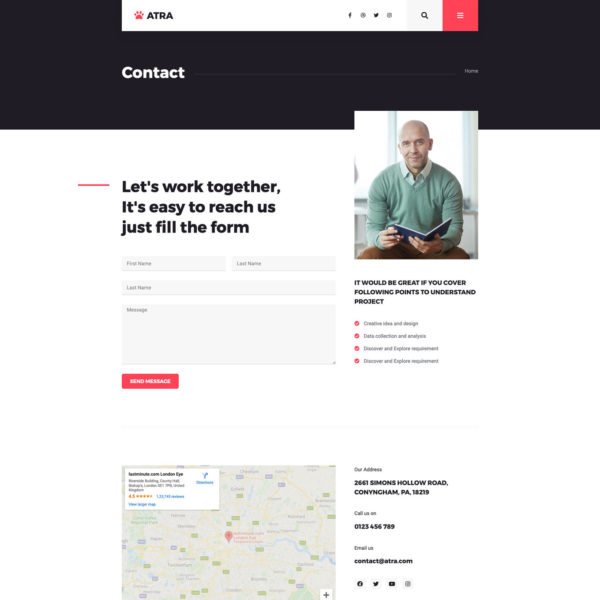 ATRA
Contact
Home
Let's work together,
It's easy to reach us
just fill the form
First Name
Last Name
Last Name
Message
SEND MESSAGE
IT WOULD BE GREAT IF YOU COVER
FOLLOWING POINTS TO UNDERSTAND
PROJECT
Creative idea and design
Data collection and analysis
Discover and Explore requirement
Discover and Explore requirement
lastminute.com London Eye
Riverside Building, County Hall,
Bishop's, London SE1 7PB, United
Kingdom
Directions
4.5
View larger map
lastminute.com
London Eye
Our Address
2661 SIMONS HOLLOW ROAD,
CONYNGHAM, PA, 18219
Call us on
0123 456 789
Email us
contact@atra.com